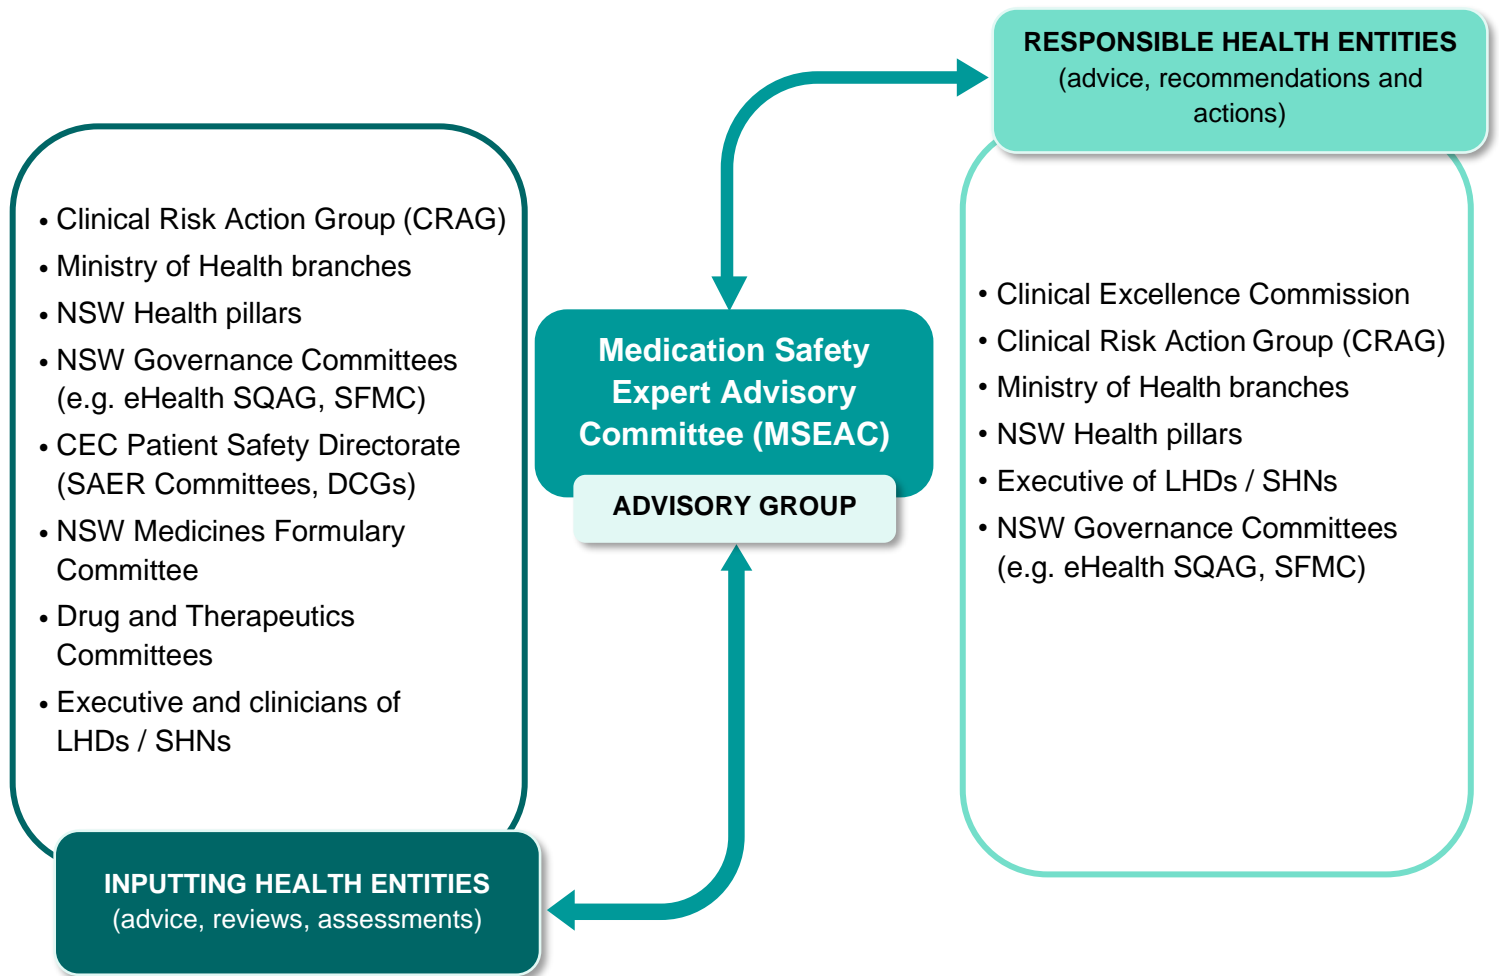 RESPONSIBLE HEALTH ENTITIES
(advice, recommendations and
actions)
• Clinical Risk Action Group (CRAG)
• Ministry of Health branches
• NSW Health pillars
• NSW Governance Committees
(e.g. eHealth SQAG, SFMC)
• CEC Patient Safety Directorate
(SAER Committees, DCGs)
• NSW Medicines Formulary
Committee
• Drug and Therapeutics
Committees
• Executive and clinicians of
LHDs / SHNs
INPUTTING HEALTH ENTITIES
(advice, reviews, assessments)
Medication Safety
Expert Advisory
Committee (MSEAC)
ADVISORY GROUP
• Clinical Excellence Commission
• Clinical Risk Action Group (CRAG)
• Ministry of Health branches
• NSW Health pillars
• Executive of LHDs / SHNs
• NSW Governance Committees
(e.g. eHealth SQAG, SFMC)